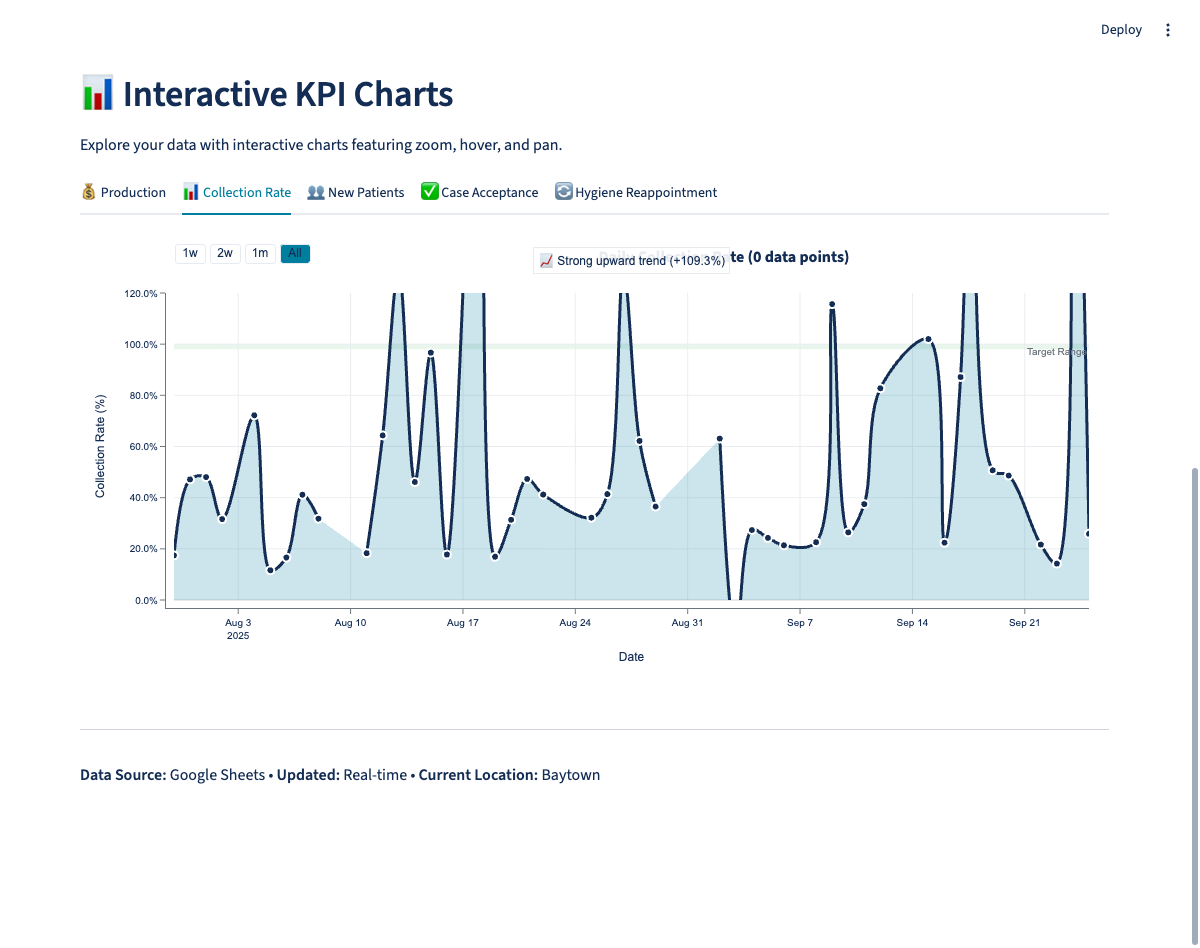 Deploy
Interactive KPI Charts
Explore your data with interactive charts featuring zoom, hover, and pan.
Production Collection Rate New Patients Case Acceptance Hygiene Reappointment
1w 2w 1m All
Strong upward trend (+109.3%)
te (0 data points)
120.0%
100.0%
Target Range
80.0%
60.0%
40.0%
20.0%
0.0%
Collection Rate (%)
Aug 3 Aug 10 Aug 17 Aug 24 Aug 31 Sep 7 Sep 14 Sep 21
2025
Date
Data Source: Google Sheets • Updated: Real-time • Current Location: Baytown